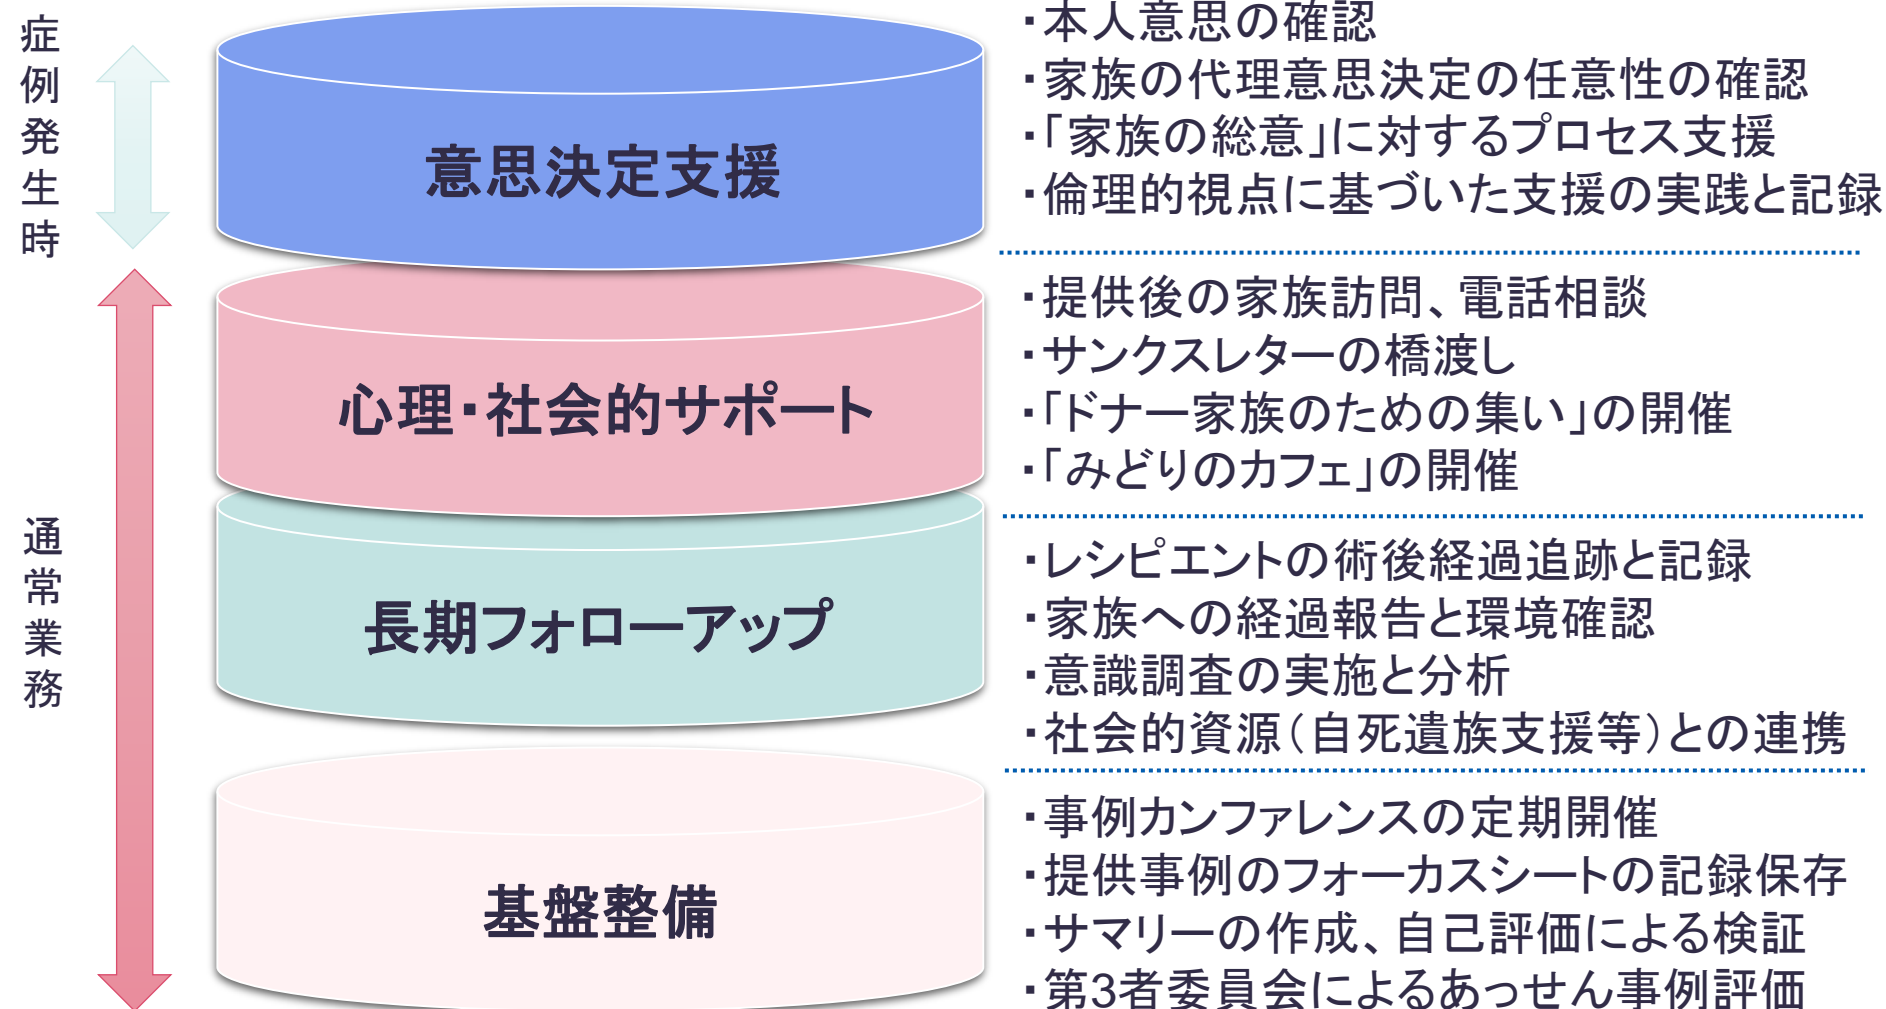 症例発生時
意思決定支援
・本人意思の確認
・家族の代理意思決定の任意性の確認
・「家族の総意」に対するプロセス支援
・倫理的視点に基づいた支援の実践と記録
通常業務
心理・社会的サポート
・提供後の家族訪問、電話相談
・サンクスレターの橋渡し
・「ドナー家族のための集い」の開催
・「みどりのカフェ」の開催
長期フォローアップ
・レシピエントの術後経過追跡と記録
・家族への経過報告と環境確認
・意識調査の実施と分析
・社会的資源（自死遺族支援等）との連携
基盤整備
・事例カンファレンスの定期開催
・提供事例のフォーカスシートの記録保存
・サマリーの作成、自己評価による検証
・第3者委員会によるあっせん事例評価